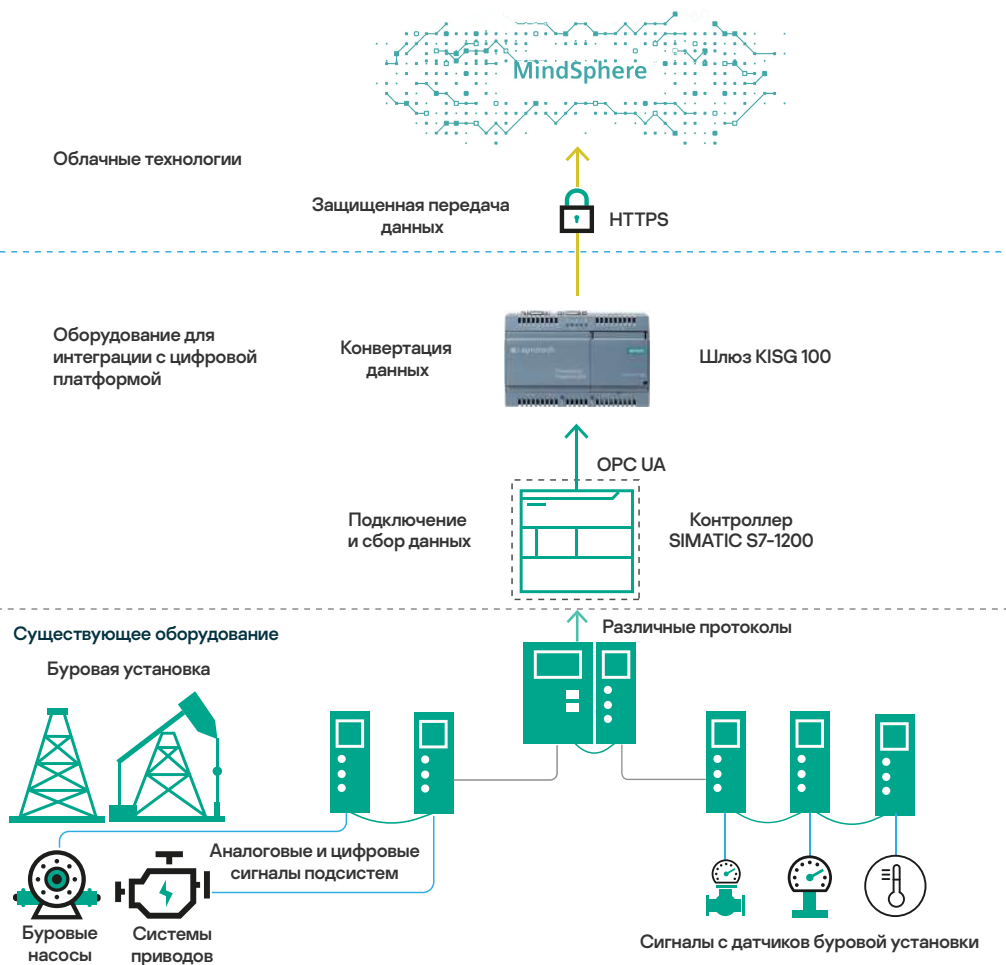 MindSphere
Облачные технологии
Защищенная передача
данных
HTTPS
Оборудование для
интеграции с цифровой
платформой
Конвертация
данных
Шлюз KISG 100
OPC UA
Подключение
и сбор данных
Контроллер
SIMATIC S7-1200
Существующее оборудование
Различные протоколы
Буровая установка
Аналоговые и цифровые
сигналы подсистем
Буровые
насосы
Системы
приводов
Сигналы с датчиков буровой установки